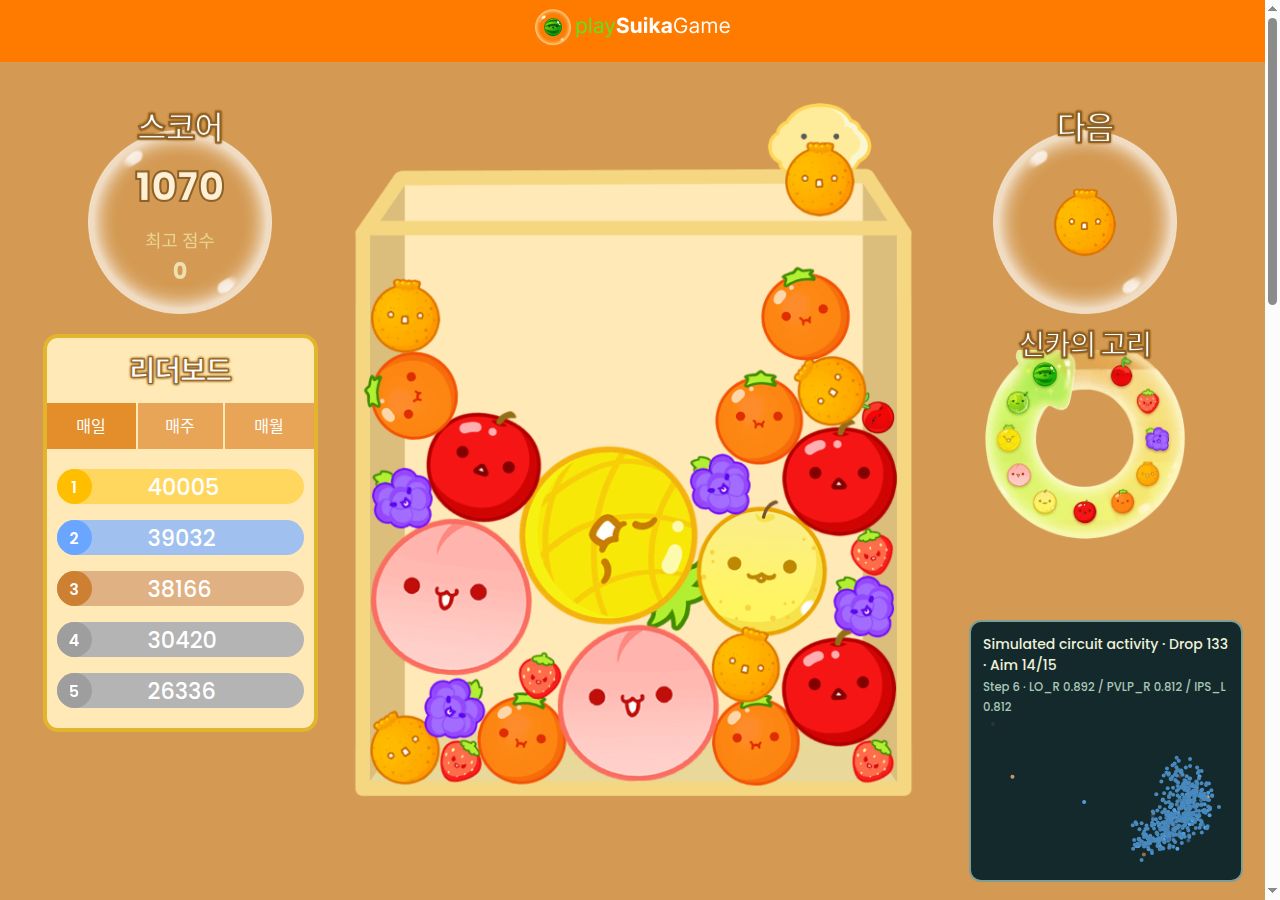 playSuikaGame
스코어
1070
최고 점수
0
다음
리더보드
매일 매주 매월
1 40005
2 39032
3 38166
4 30420
5 26336
신카의 고리
Simulated circuit activity · Drop 133
· Aim 14/15
Step 6 · LO_R 0.892 / PVLP_R 0.812 / IPS_L
0.812